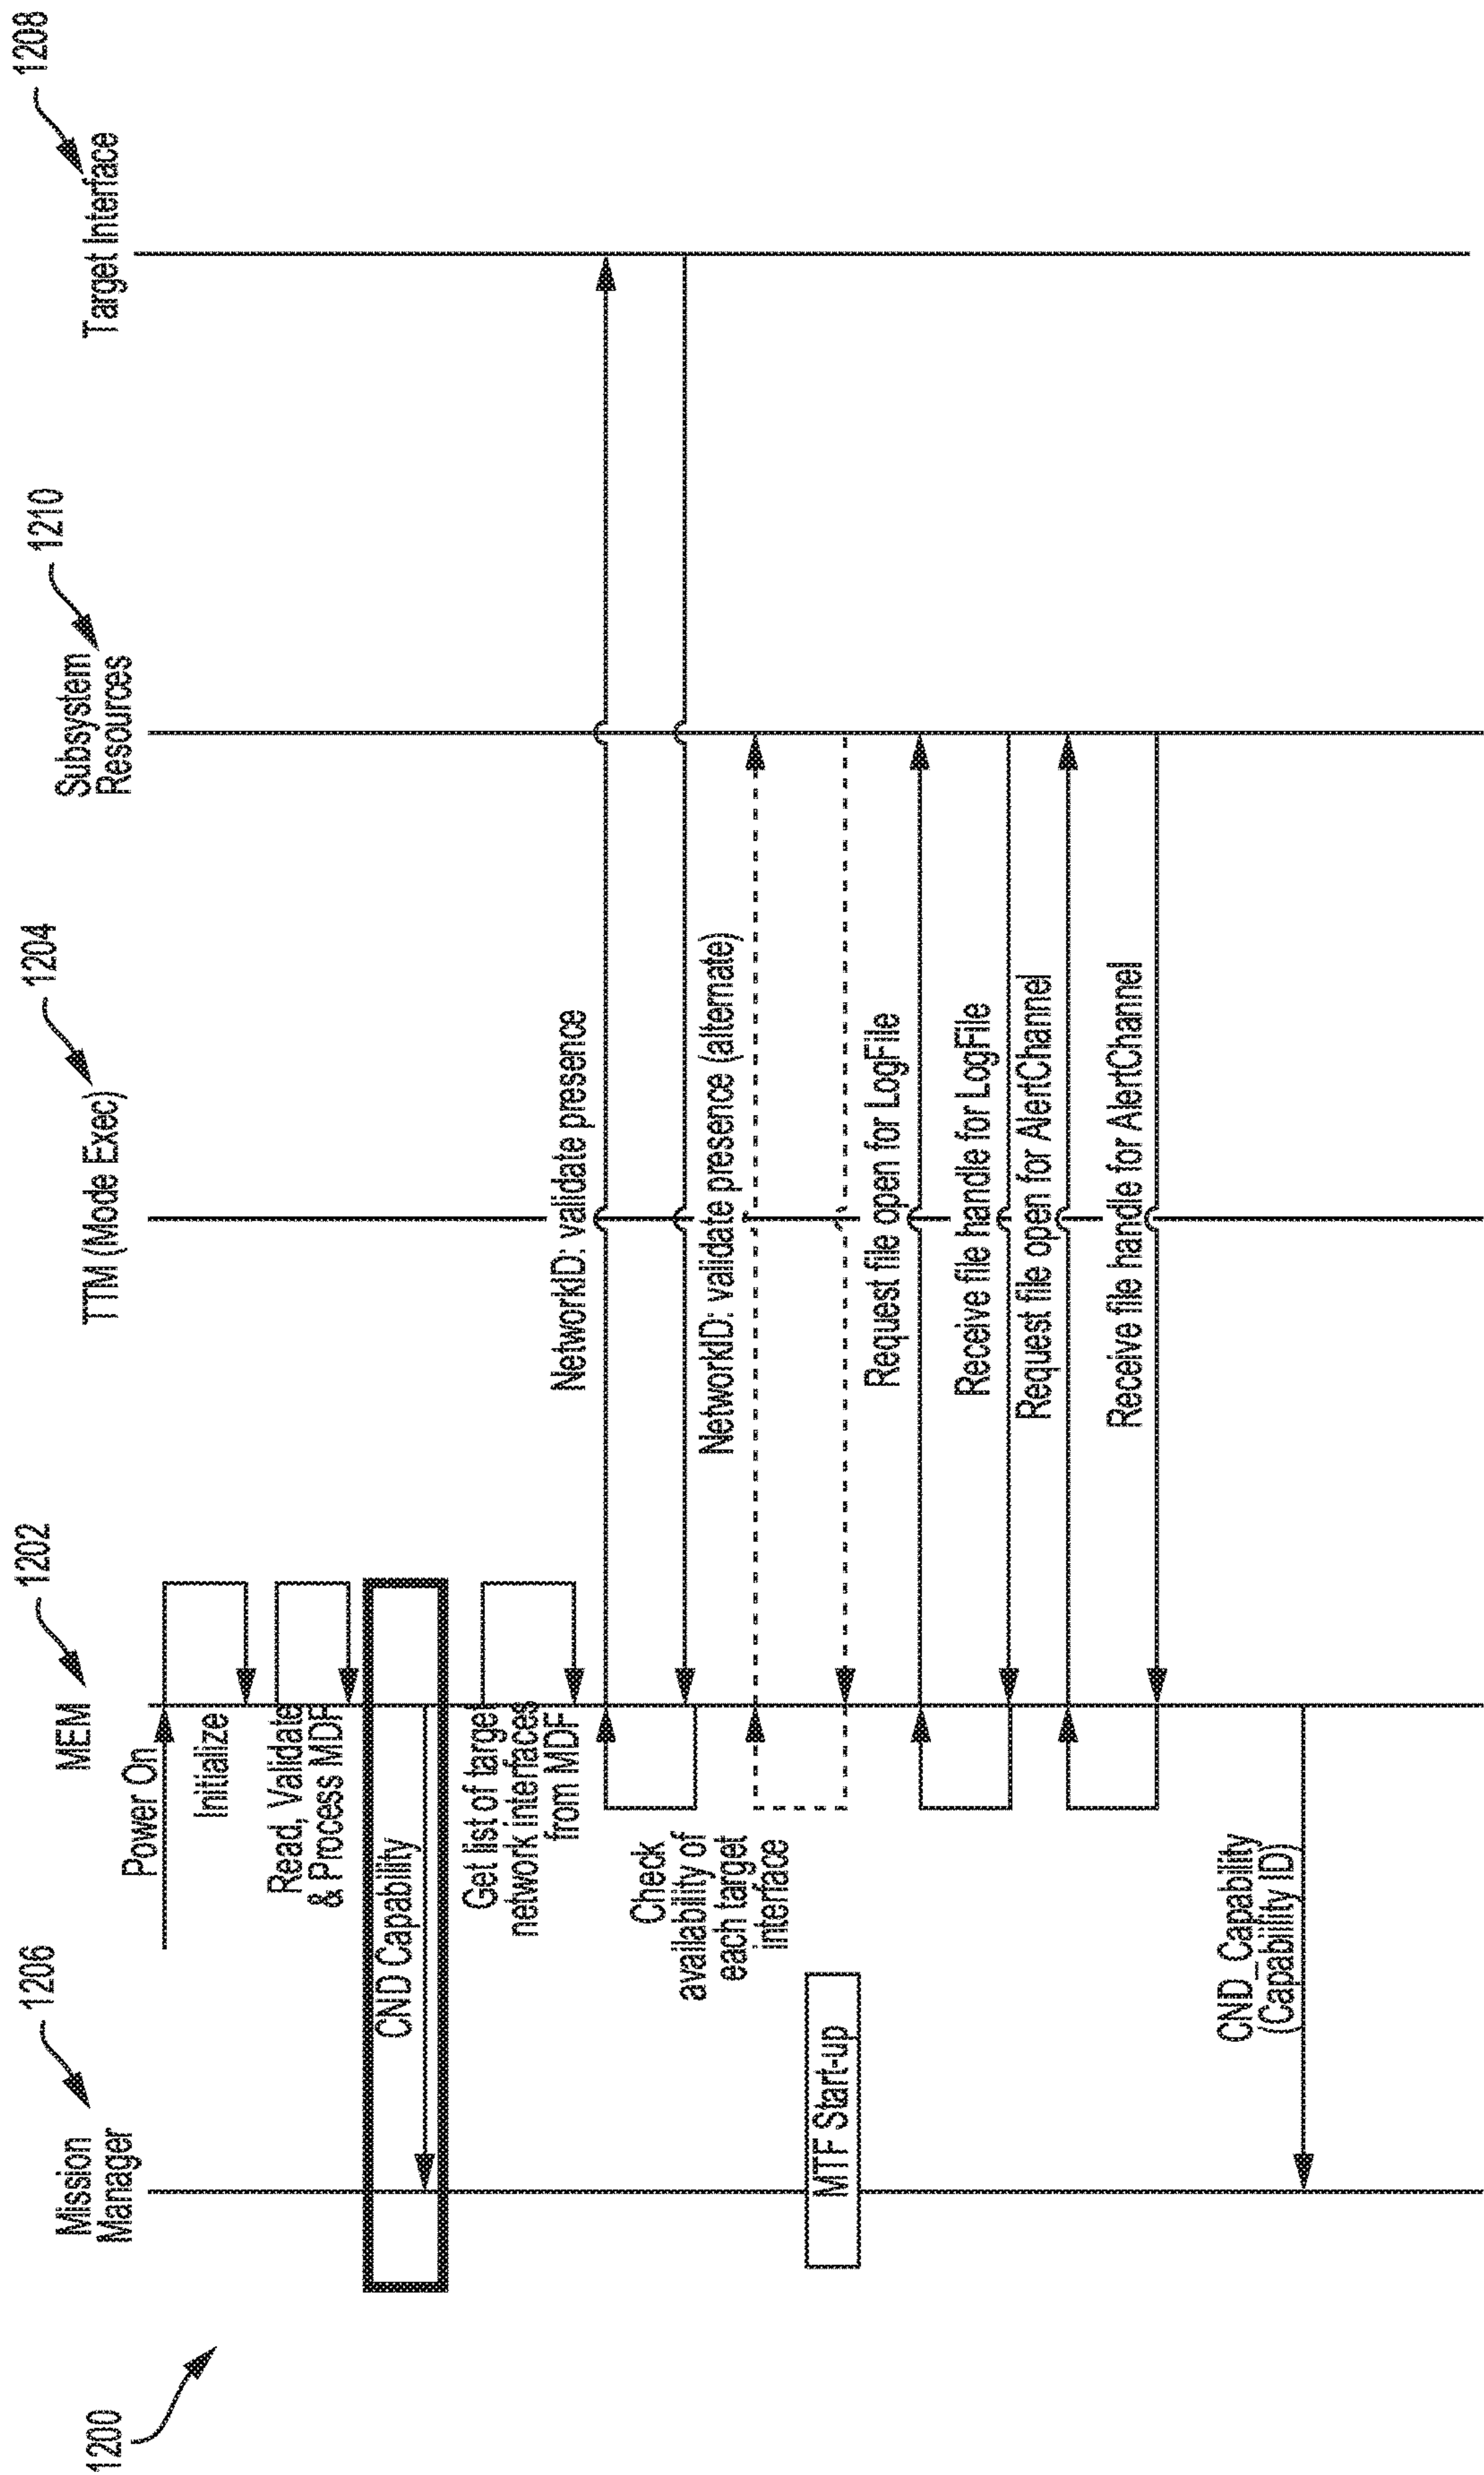 1200
1206
Mission
Manager
1202
MEM
1204
TTM (Mode Exec)
1210
Subsystem
Resources
1208
Target Interface
Power On
Initialize
Read, Validate
& Process MDF
CND Capability
Get list of target
network interfaces
from MDF
NetworkID: validate presence
Check
availability of
each target
interface
NetworkID: validate presence (alternate)
MTF Start-up
Request file open for LogFile
Receive file handle for LogFile
Request file open for AlertChannel
Receive file handle for AlertChannel
CND_Capability
(Capability ID)